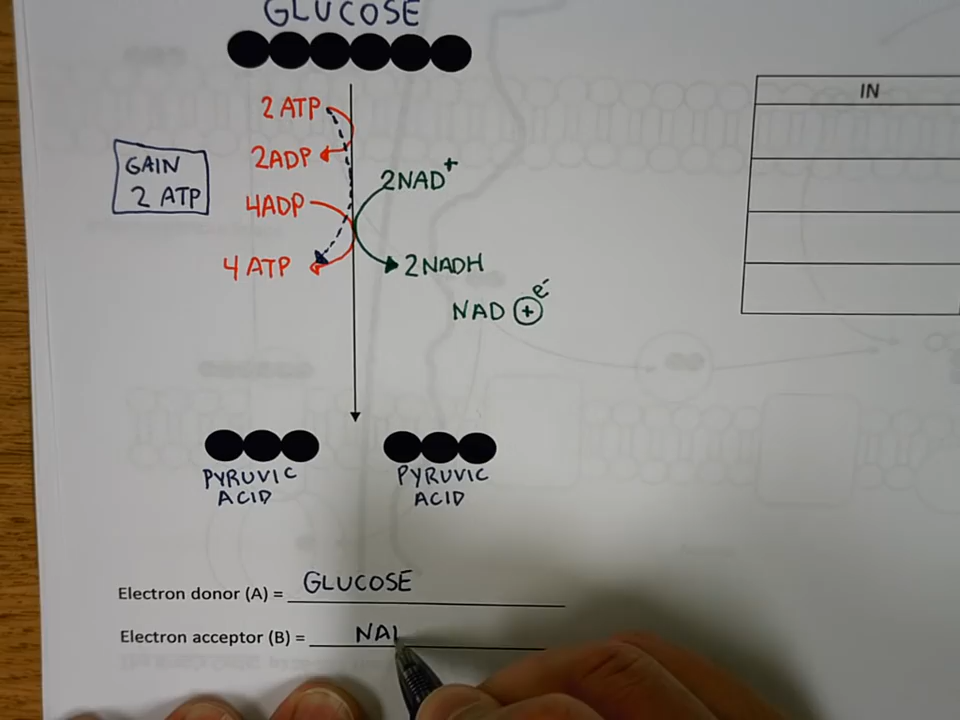 GLUCOSE
2 ATP
2ADP
GAIN
2 ATP
2NAD+
4ADP
4 ATP
2NADH
NAD + e-
IN
PYRUVIC
ACID
PYRUVIC
ACID
Electron donor (A) = GLUCOSE
Electron acceptor (B) = NA